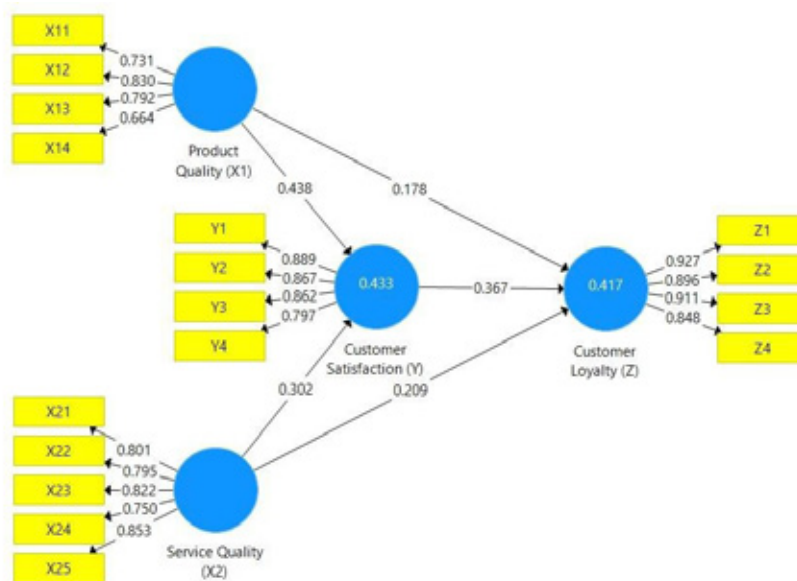 X11
X12
X13
X14
0.731
0.830
0.792
0.664
Product
Quality (X1)
0.438
0.178
Y1
Y2
Y3
Y4
0.889
0.867
0.862
0.797
0.433
Customer
Satisfaction (Y)
0.367
0.417
Customer
Loyalty (Z)
0.927
0.896
0.911
0.848
Z1
Z2
Z3
Z4
0.302
0.209
X21
X22
X23
X24
X25
0.801
0.795
0.822
0.750
0.853
Service Quality
(X2)